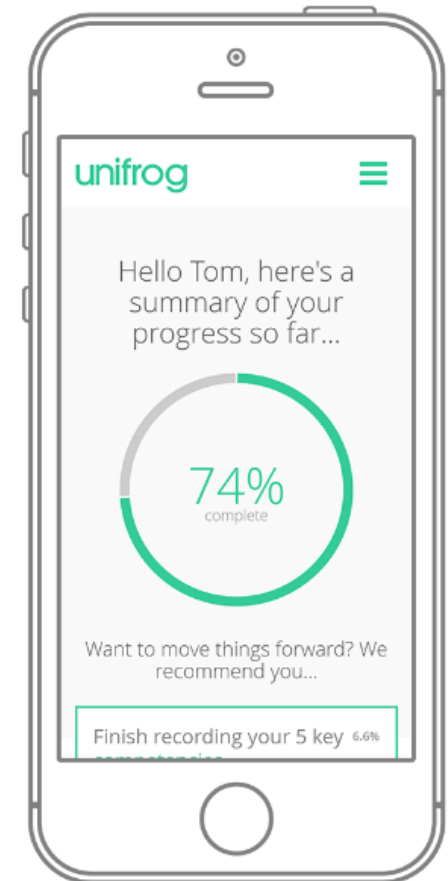 unifrog
Hello Tom, here's a
summary of your
progress so far...
74%
complete
Want to move things forward? We
recommend you...
Finish recording your 5 key 6.6%
competencies